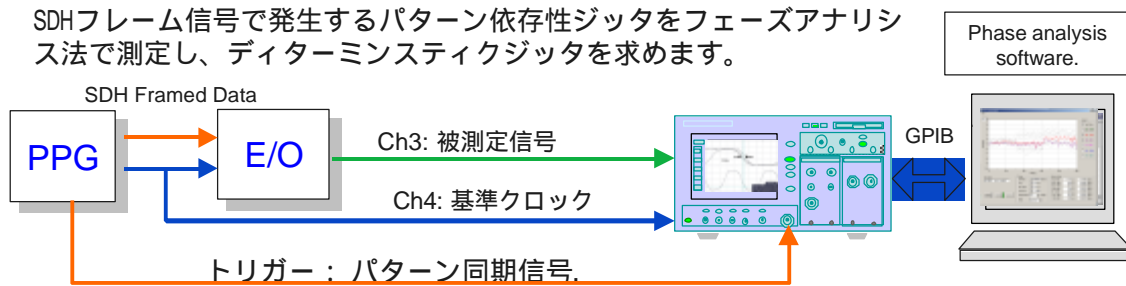 SDHフレーム信号で発生するパターン依存性ジッタをフェーズアナリシ
ス法で測定し、ディターミンスティクジッタを求めます。
Phase analysis
software.
SDH Framed Data
PPG
E/O
Ch3: 被測定信号
GPIB
Ch4: 基準クロック
トリガー： パターン同期信号.